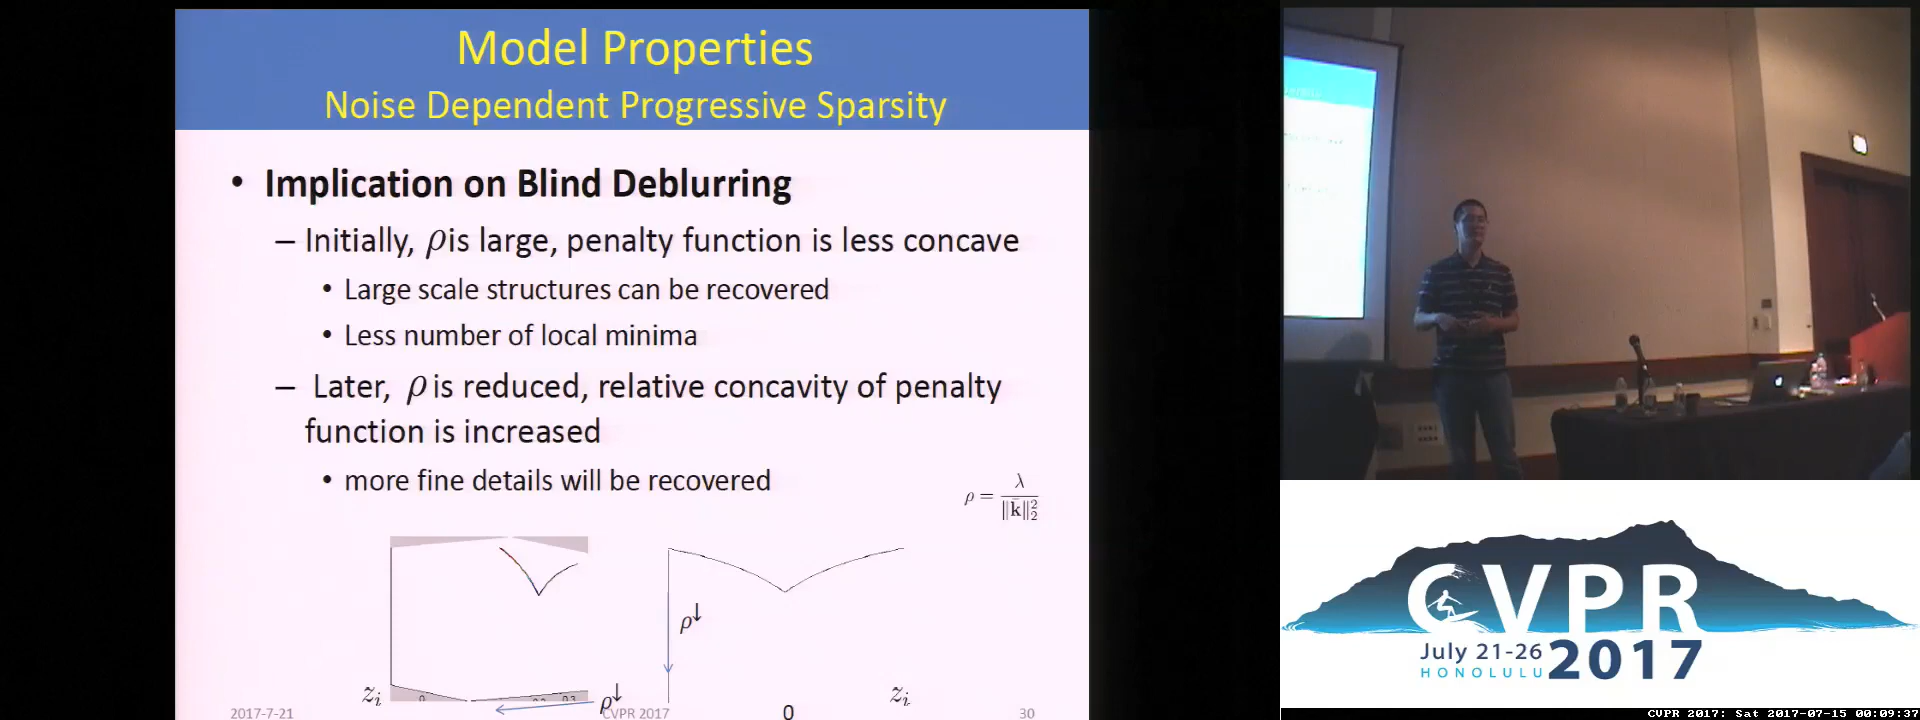 Model Properties
Noise Dependent Progressive Sparsity
• Implication on Blind Deblurring
– Initially, ρ is large, penalty function is less concave
• Large scale structures can be recovered
• Less number of local minima
– Later, ρ is reduced, relative concavity of penalty
function is increased
• more fine details will be recovered
ρ = λ / ‖k̄‖₂²
ρ↓
zᵢ
ρ↓
zᵢ
0
2017-7-21
CVPR 2017
30
CVPR
July 21-26
HONOLULU
2017
CVPR 2017: Sat 2017-07-15 00:09:37